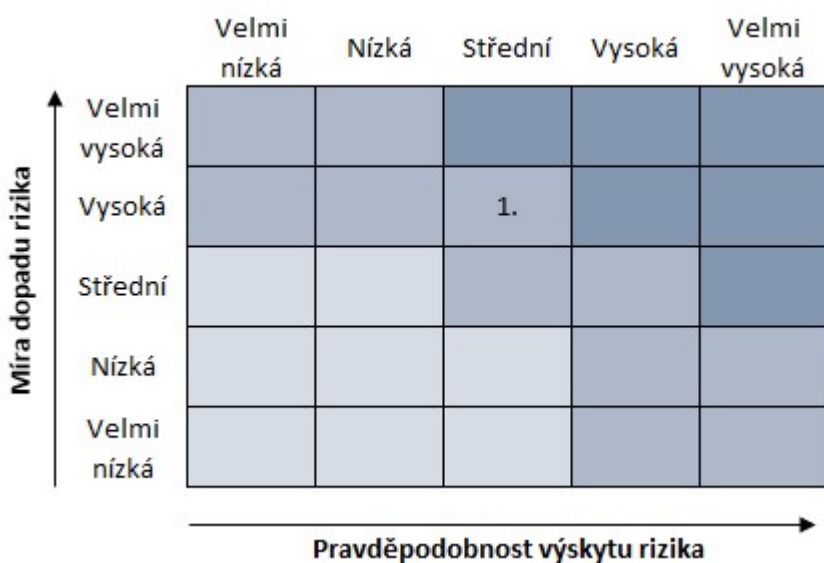 Velmi
nízká
Nízká
Střední
Vysoká
Velmi
vysoká
Míra dopadu rizika
Velmi
vysoká
Vysoká
1.
Střední
Nízká
Velmi
nízká
Pravděpodobnost výskytu rizika